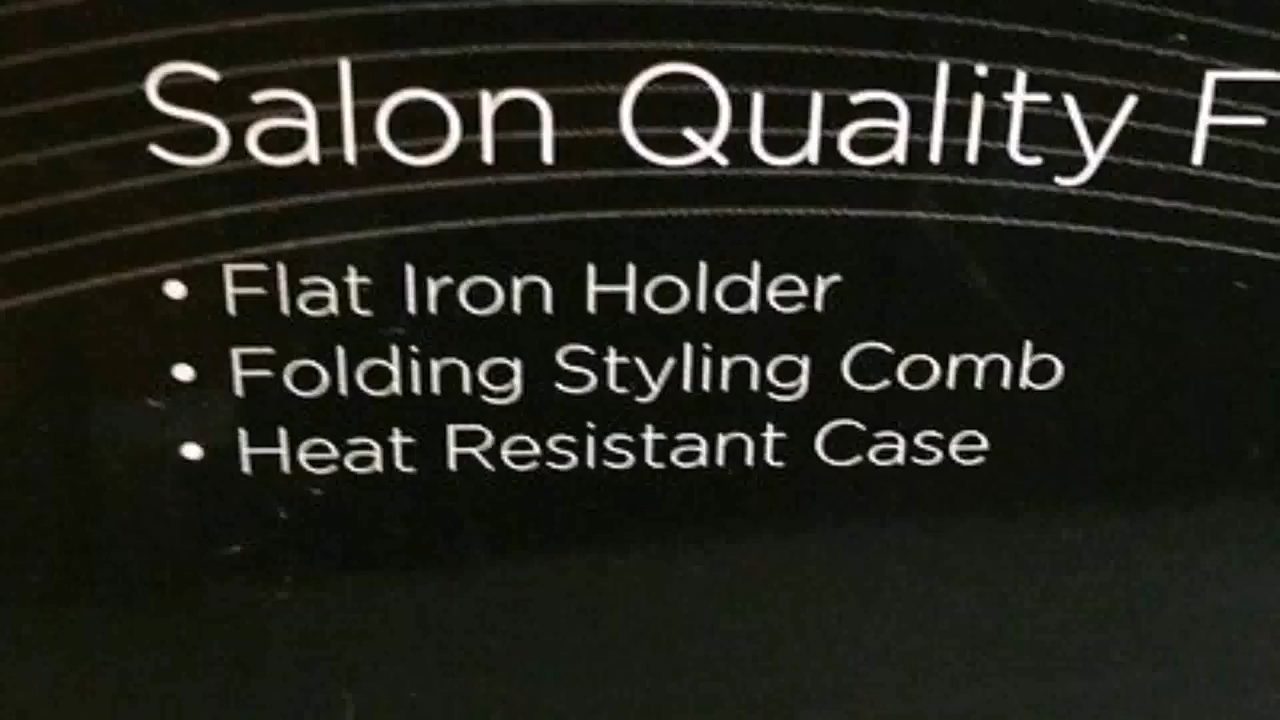 Salon Quality F
• Flat Iron Holder
• Folding Styling Comb
• Heat Resistant Case